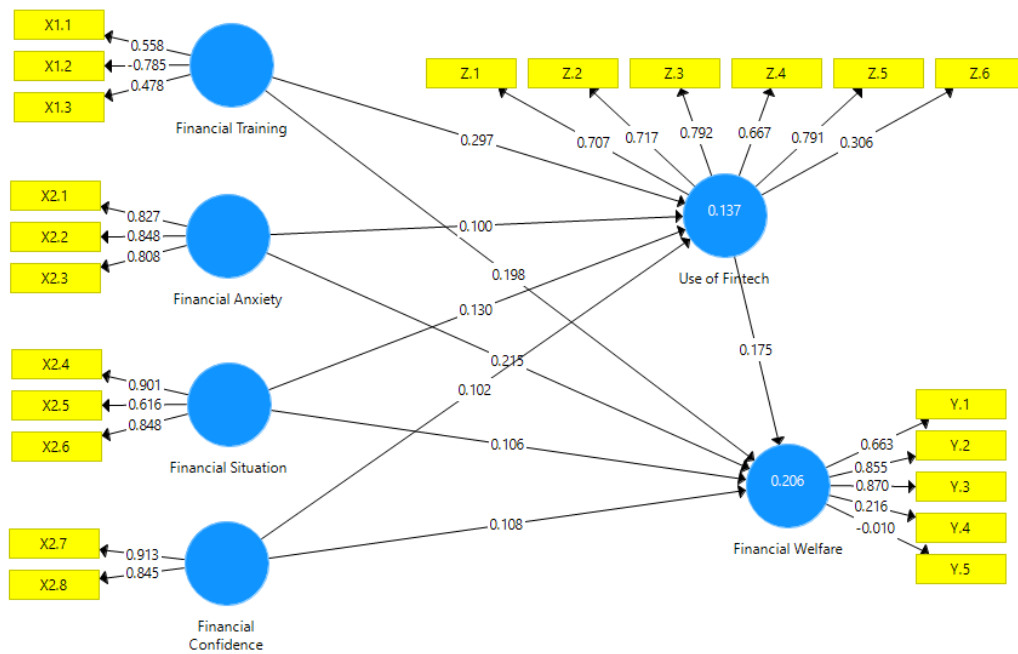 X1.1
0.558
X1.2
-0.785
X1.3
0.478
Financial Training
X2.1
0.827
X2.2
0.848
X2.3
0.808
Financial Anxiety
X2.4
0.901
X2.5
0.616
X2.6
0.848
Financial Situation
X2.7
0.913
X2.8
0.845
Financial
Confidence
0.297
0.100
0.198
0.130
0.215
0.102
0.106
0.108
Z.1
Z.2
Z.3
Z.4
Z.5
Z.6
0.707
0.717
0.792
0.667
0.791
0.306
0.137
Use of Fintech
0.175
0.206
Financial Welfare
Y.1
0.663
Y.2
0.855
Y.3
0.870
Y.4
0.216
Y.5
-0.010